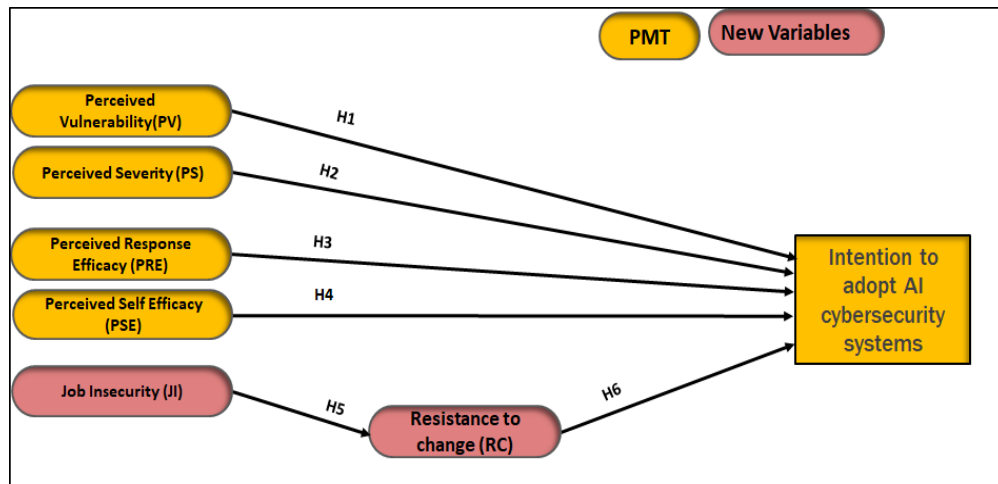 PMT
New Variables
Perceived
Vulnerability(PV)
H1
Perceived Severity (PS)
H2
Perceived Response
Efficacy (PRE)
H3
Perceived Self Efficacy
(PSE)
H4
Intention to
adopt AI
cybersecurity
systems
Job Insecurity (JI)
H5
Resistance to
change (RC)
H6